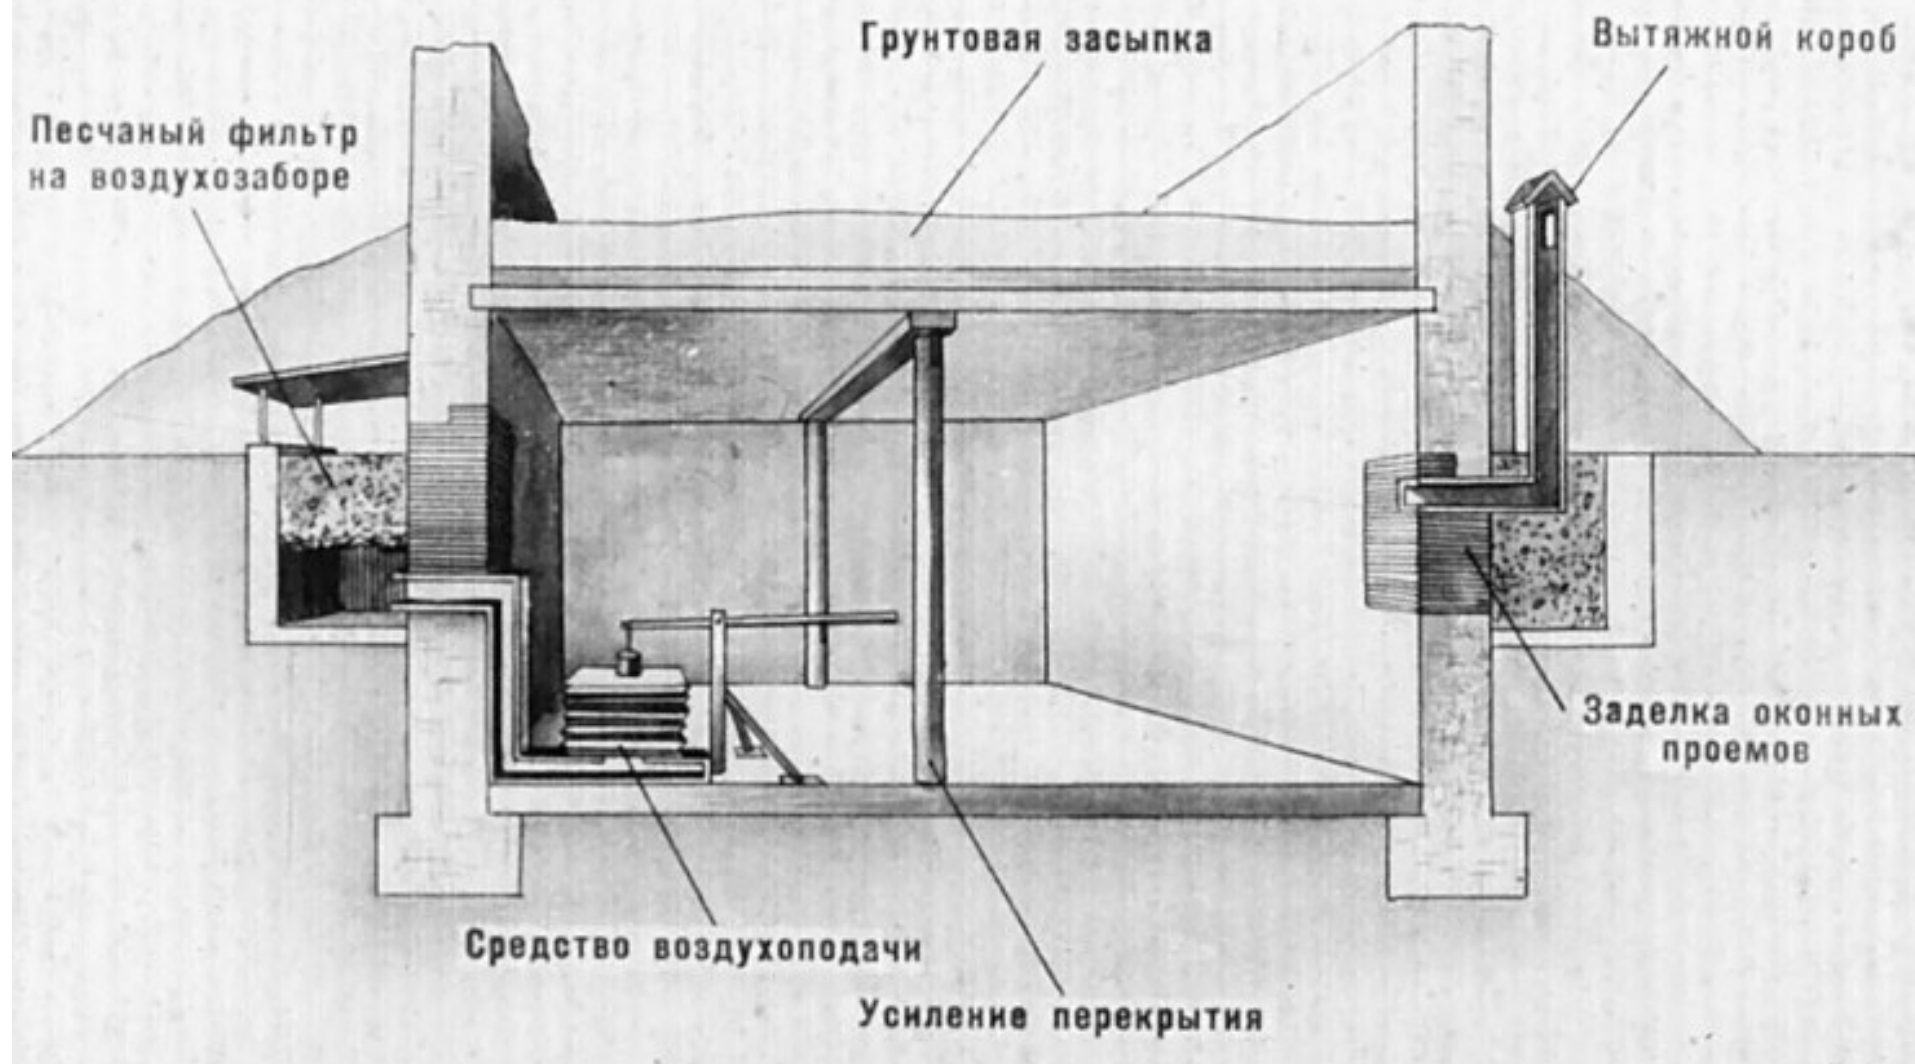 Грунтовая засыпка
Вытяжной короб
Песчаный фильтр
на воздухозаборе
Заделка оконных
проемов
Средство воздухоподачи
Усиление перекрытия